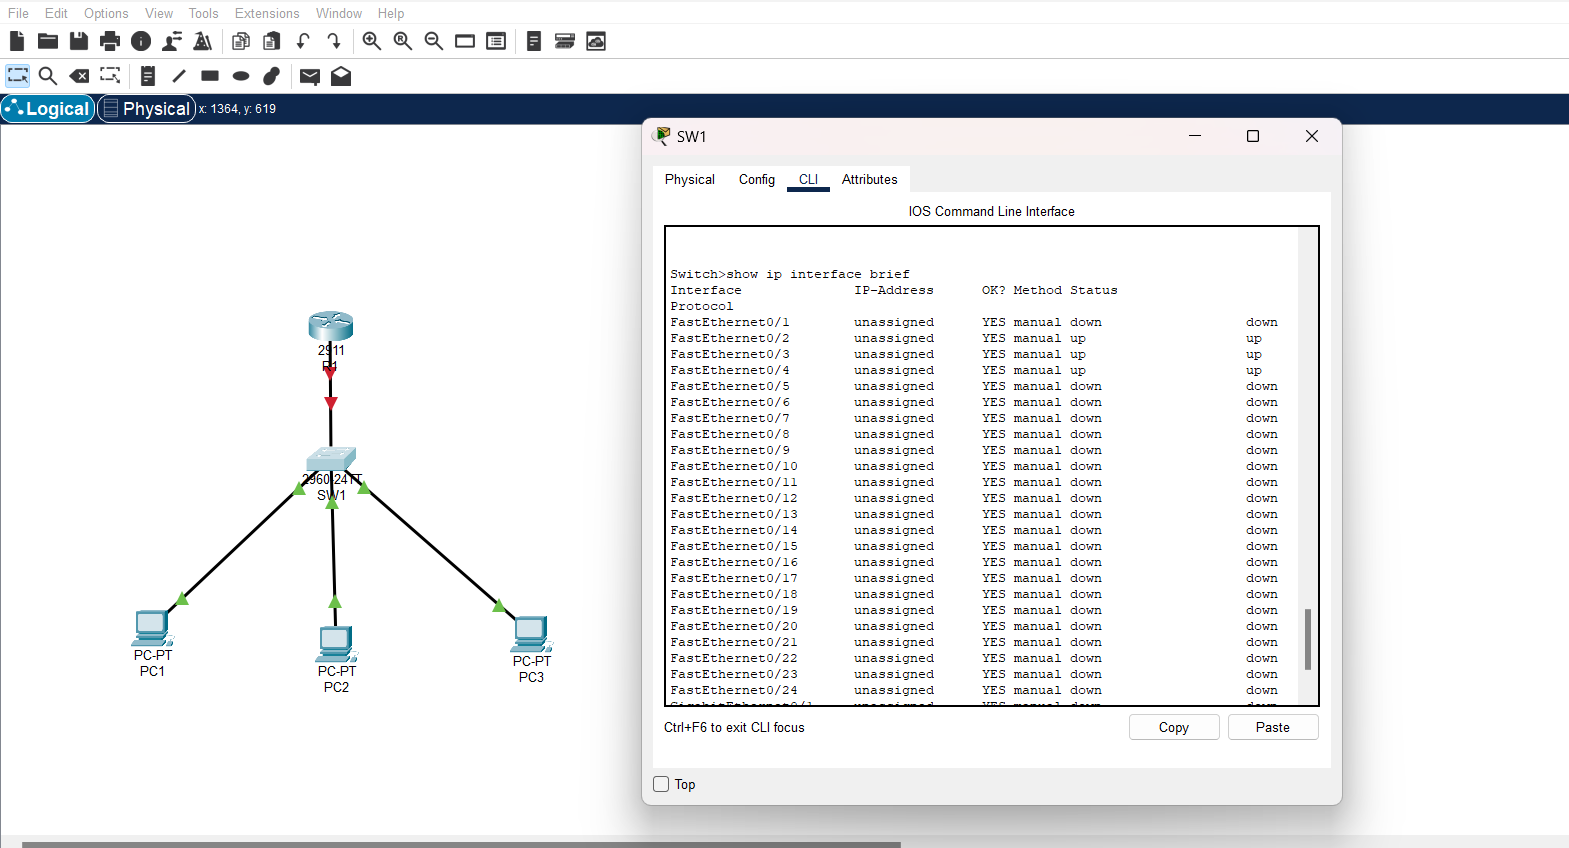 File Edit Options View Tools Extensions Window Help
Logical Physical x: 1364, y: 619
SW1
Physical Config CLI Attributes
IOS Command Line Interface
Switch>show ip interface brief
Interface IP-Address OK? Method Status
Protocol
FastEthernet0/1 unassigned YES manual down down
FastEthernet0/2 unassigned YES manual up up
FastEthernet0/3 unassigned YES manual up up
FastEthernet0/4 unassigned YES manual up up
FastEthernet0/5 unassigned YES manual down down
FastEthernet0/6 unassigned YES manual down down
FastEthernet0/7 unassigned YES manual down down
FastEthernet0/8 unassigned YES manual down down
FastEthernet0/9 unassigned YES manual down down
FastEthernet0/10 unassigned YES manual down down
FastEthernet0/11 unassigned YES manual down down
FastEthernet0/12 unassigned YES manual down down
FastEthernet0/13 unassigned YES manual down down
FastEthernet0/14 unassigned YES manual down down
FastEthernet0/15 unassigned YES manual down down
FastEthernet0/16 unassigned YES manual down down
FastEthernet0/17 unassigned YES manual down down
FastEthernet0/18 unassigned YES manual down down
FastEthernet0/19 unassigned YES manual down down
FastEthernet0/20 unassigned YES manual down down
FastEthernet0/21 unassigned YES manual down down
FastEthernet0/22 unassigned YES manual down down
FastEthernet0/23 unassigned YES manual down down
FastEthernet0/24 unassigned YES manual down down
GigabitEthernet0/1 unassigned YES manual down down
Ctrl+F6 to exit CLI focus
Copy Paste
Top
2911
R1
2960-24TT
SW1
PC-PT
PC1
PC-PT
PC2
PC-PT
PC3